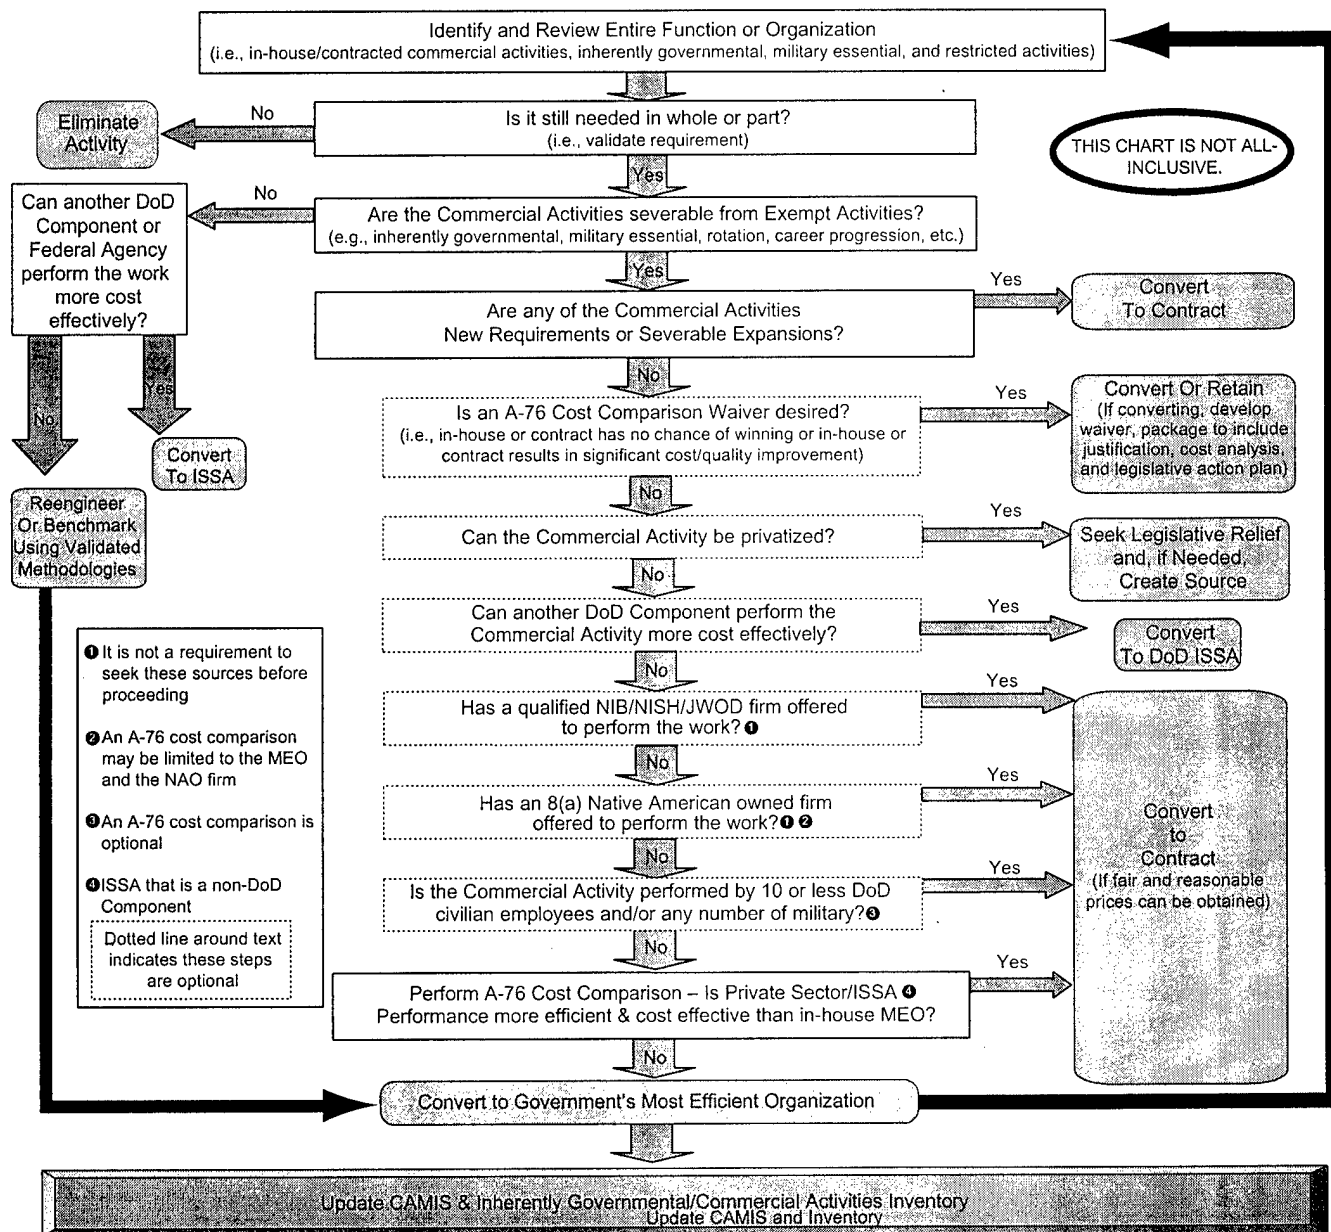 Identify and Review Entire Function or Organization
(i.e., in-house/contracted commercial activities, inherently governmental, military essential, and restricted activities)
No
Eliminate
Activity
Is it still needed in whole or part?
(i.e., validate requirement)
THIS CHART IS NOT ALL-
INCLUSIVE.
Yes
No
Can another DoD
Component or
Federal Agency
perform the work
more cost
effectively?
Are the Commercial Activities severable from Exempt Activities?
(e.g., inherently governmental, military essential, rotation, career progression, etc.)
Yes
Are any of the Commercial Activities
New Requirements or Severable Expansions?
Yes
Convert
To Contract
No
Yes
No
Convert
To ISSA
Reengineer
Or Benchmark
Using Validated
Methodologies
Is an A-76 Cost Comparison Waiver desired?
(i.e., in-house or contract has no chance of winning or in-house or
contract results in significant cost/quality improvement)
Yes
Convert Or Retain
(If converting, develop
waiver, package to include
justification, cost analysis,
and legislative action plan)
No
Can the Commercial Activity be privatized?
Yes
Seek Legislative Relief
and, if Needed,
Create Source
No
Can another DoD Component perform the
Commercial Activity more cost effectively?
Yes
Convert
To DoD ISSA
No
Has a qualified NIB/NISH/JWOD firm offered
to perform the work? ❶
Yes
No
Has an 8(a) Native American owned firm
offered to perform the work?❶ ❷
Yes
No
Is the Commercial Activity performed by 10 or less DoD
civilian employees and/or any number of military?❸
Yes
Convert
to
Contract
(If fair and reasonable
prices can be obtained)
No
Perform A-76 Cost Comparison – Is Private Sector/ISSA ❹
Performance more efficient & cost effective than in-house MEO?
Yes
No
❶ It is not a requirement to
seek these sources before
proceeding
❷ An A-76 cost comparison
may be limited to the MEO
and the NAO firm
❸ An A-76 cost comparison is
optional
❹ ISSA that is a non-DoD
Component
Dotted line around text
indicates these steps
are optional
Convert to Government's Most Efficient Organization
Update CAMIS & Inherently Governmental/Commercial Activities Inventory
Update CAMIS and Inventory